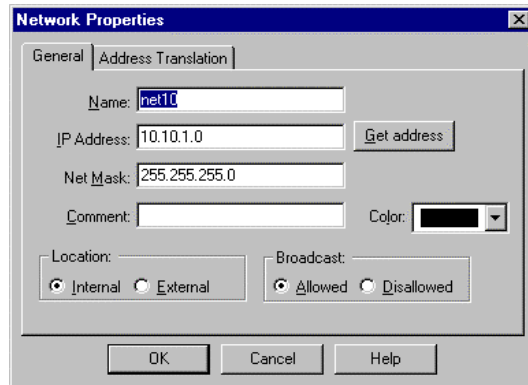 Network Properties
General Address Translation
Name: net10
IP Address: 10.10.1.0 Get address
Net Mask: 255.255.255.0
Comment: Color:
Location: Broadcast:
Internal External Allowed Disallowed
OK Cancel Help